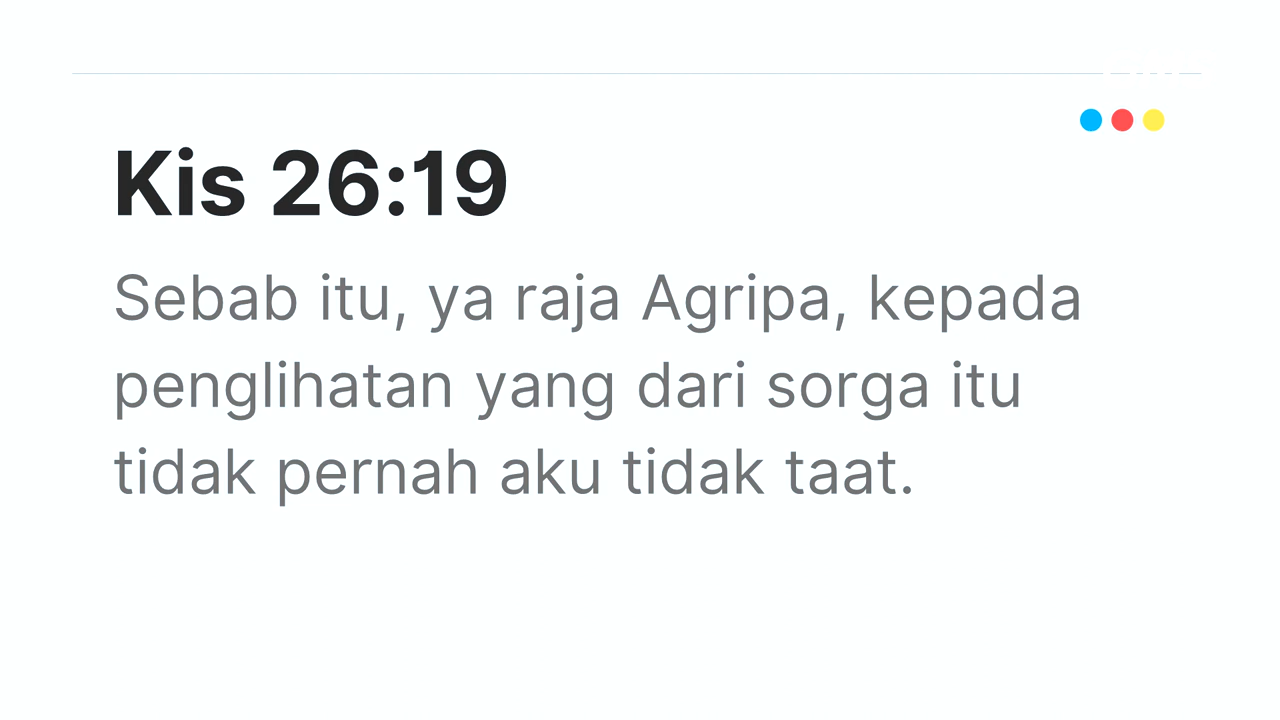 Kis 26:19
Sebab itu, ya raja Agripa, kepada
penglihatan yang dari sorga itu
tidak pernah aku tidak taat.